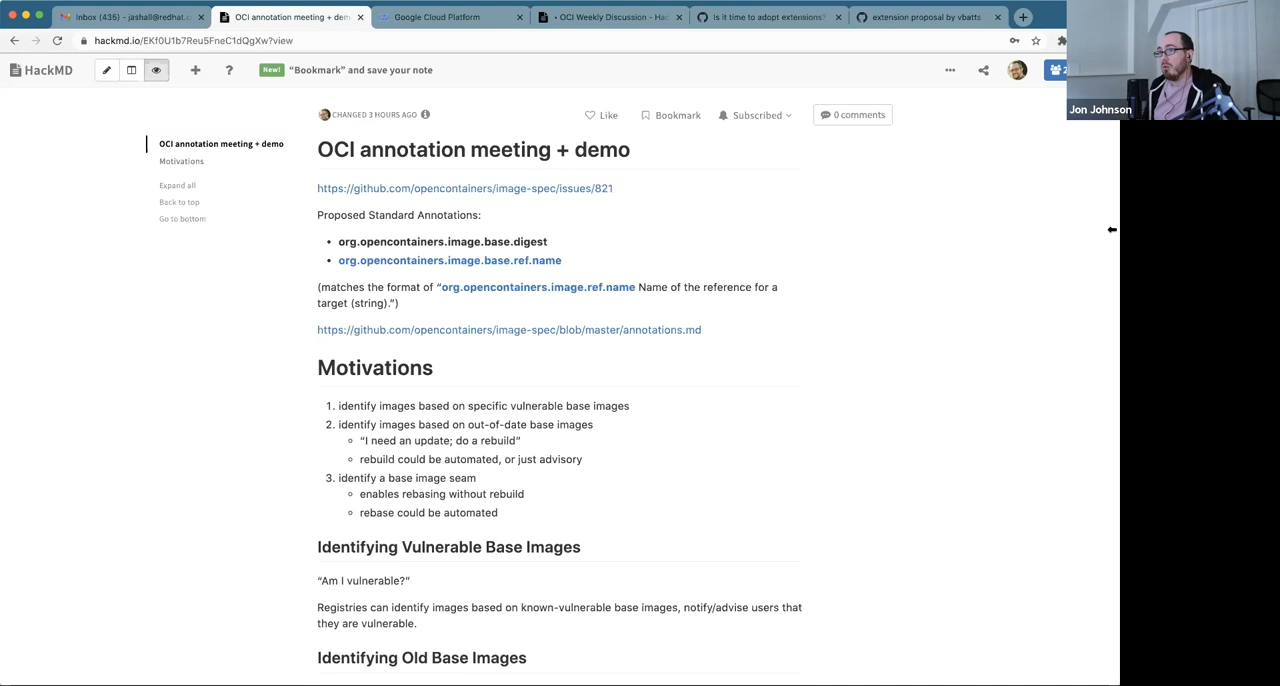 Inbox (435) - jashall@redhat.c
OCI annotation meeting + dem
Google Cloud Platform
• OCI Weekly Discussion - Hac
Is it time to adopt extensions?
extension proposal by vbatts
hackmd.io/EKf0U1b7Reu5FneC1dQgXw?view
HackMD
New! “Bookmark” and save your note
2
Jon Johnson
CHANGED 3 HOURS AGO
Like
Bookmark
Subscribed
0 comments
OCI annotation meeting + demo
Motivations
Expand all
Back to top
Go to bottom
OCI annotation meeting + demo
https://github.com/opencontainers/image-spec/issues/821
Proposed Standard Annotations:
• org.opencontainers.image.base.digest
• org.opencontainers.image.base.ref.name
(matches the format of “org.opencontainers.image.ref.name Name of the reference for a
target (string).”)
https://github.com/opencontainers/image-spec/blob/master/annotations.md
Motivations
1. identify images based on specific vulnerable base images
2. identify images based on out-of-date base images
“I need an update; do a rebuild”
rebuild could be automated, or just advisory
3. identify a base image seam
enables rebasing without rebuild
rebase could be automated
Identifying Vulnerable Base Images
“Am I vulnerable?”
Registries can identify images based on known-vulnerable base images, notify/advise users that
they are vulnerable.
Identifying Old Base Images